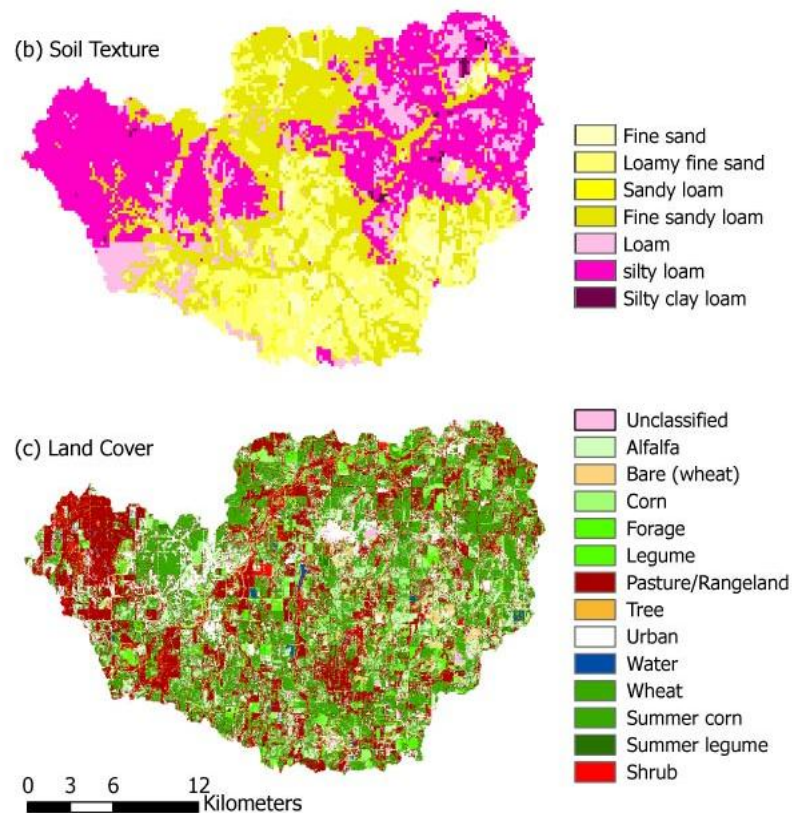 (b) Soil Texture
Fine sand
Loamy fine sand
Sandy loam
Fine sandy loam
Loam
silty loam
Silty clay loam
(c) Land Cover
Unclassified
Alfalfa
Bare (wheat)
Corn
Forage
Legume
Pasture/Rangeland
Tree
Urban
Water
Wheat
Summer corn
Summer legume
Shrub
0 3 6 12
Kilometers